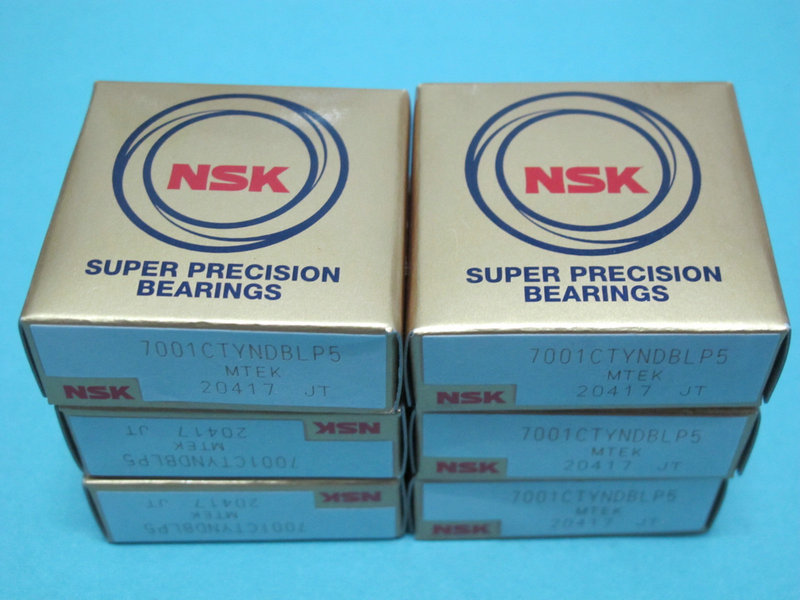 NSK
SUPER PRECISION
BEARINGS
7001CTYNDBLP5
MTEK
NSK 20417 JT
NSK
SUPER PRECISION
BEARINGS
7001CTYNDBLP5
MTEK
NSK 20417 JT
7001CTYNDBLP5
MTEK
20417 JT NSK
7001CTYNDBLP5
MTEK
NSK 20417 JT
7001CTYNDBLP5
MTEK
20417 JT NSK
7001CTYNDBLP5
MTEK
NSK 20417 JT